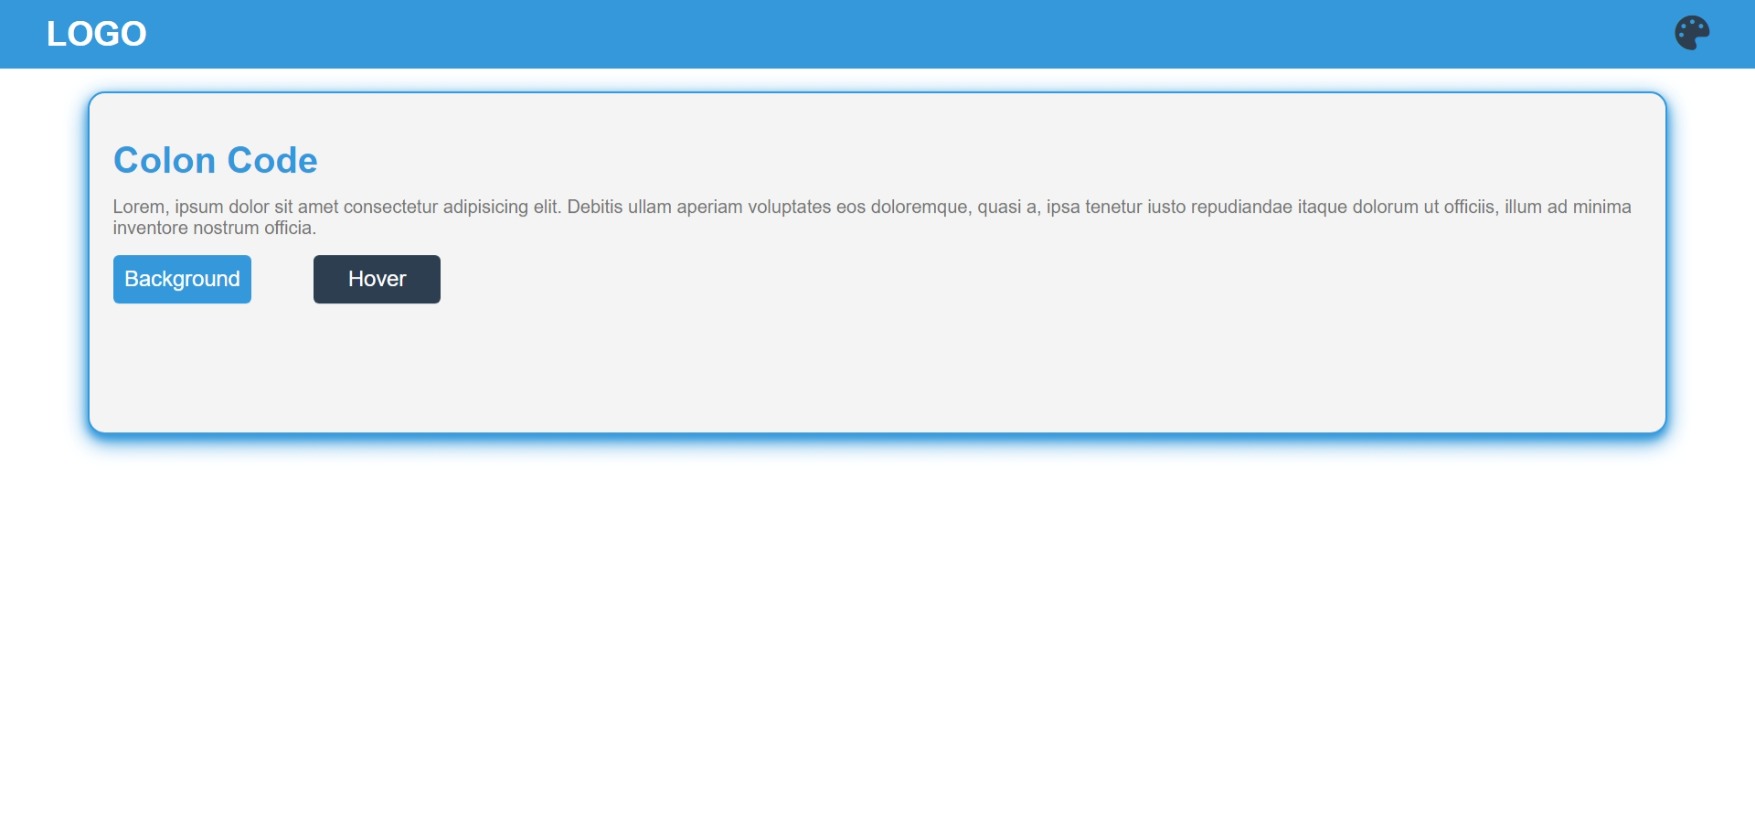 LOGO
Colon Code
Lorem, ipsum dolor sit amet consectetur adipisicing elit. Debitis ullam aperiam voluptates eos doloremque, quasi a, ipsa tenetur iusto repudiandae itaque dolorum ut officiis, illum ad minima
inventore nostrum officia.
Background
Hover